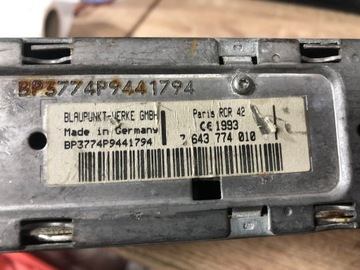 BP3774P9441794
BLAUPUNKT-WERKE GMBH
Paris RCR 42
Made in Germany
CE 1993
BP3774P9441794
7 643 774 010